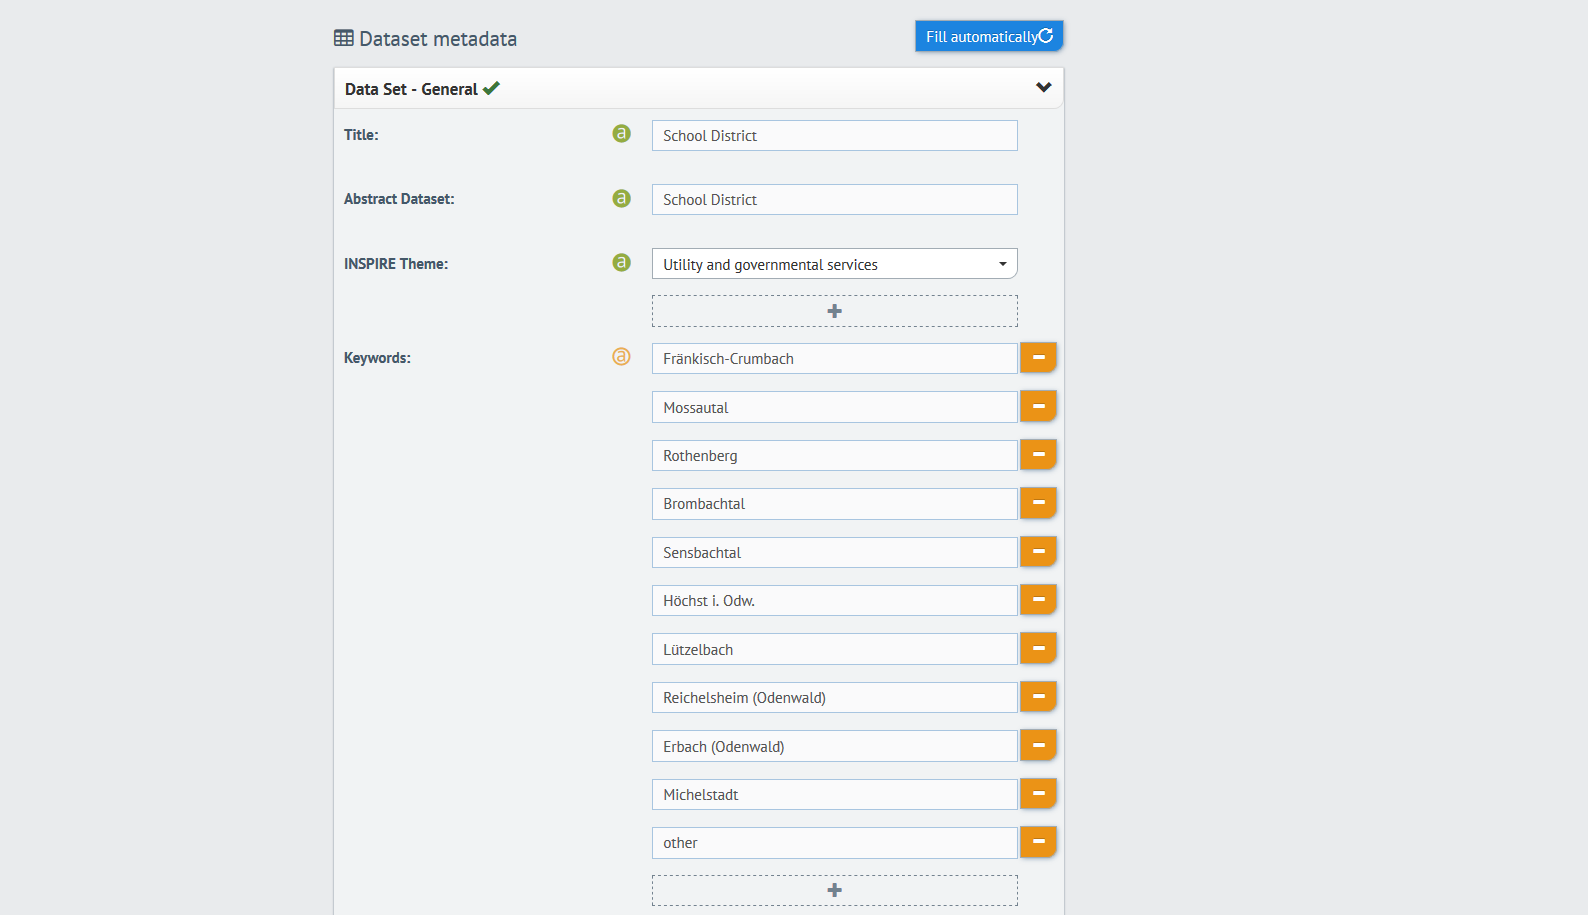 Dataset metadata
Fill automatically
Data Set - General
Title:
a
School District
Abstract Dataset:
a
School District
INSPIRE Theme:
a
Utility and governmental services
Keywords:
a
Fränkisch-Crumbach
Mossautal
Rothenberg
Brombachtal
Sensbachtal
Höchst i. Odw.
Lützelbach
Reichelsheim (Odenwald)
Erbach (Odenwald)
Michelstadt
other